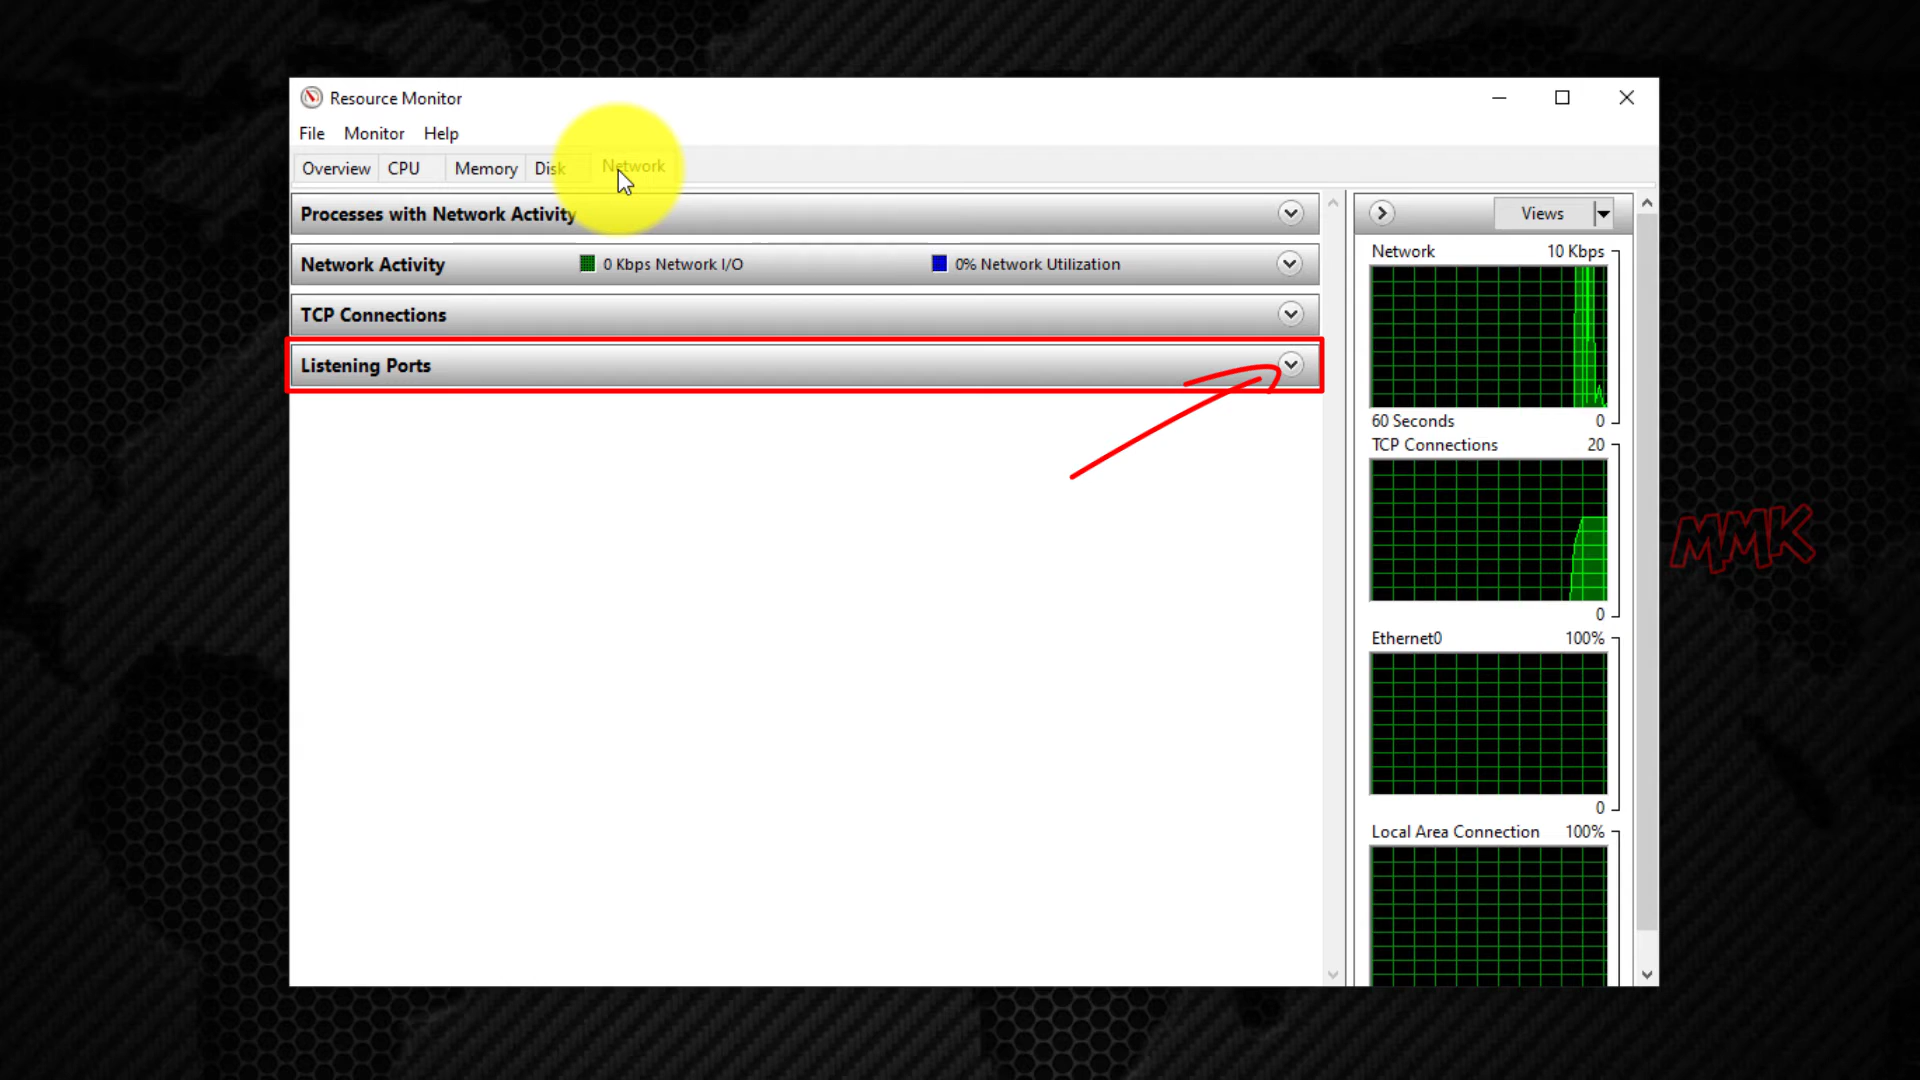 Resource Monitor
File Monitor Help
Overview CPU Memory Disk Network
Processes with Network Activity
Network Activity 0 Kbps Network I/O 0% Network Utilization
TCP Connections
Listening Ports
Views
Network 10 Kbps
60 Seconds 0
TCP Connections 20
0
Ethernet0 100%
0
Local Area Connection 100%
MMK